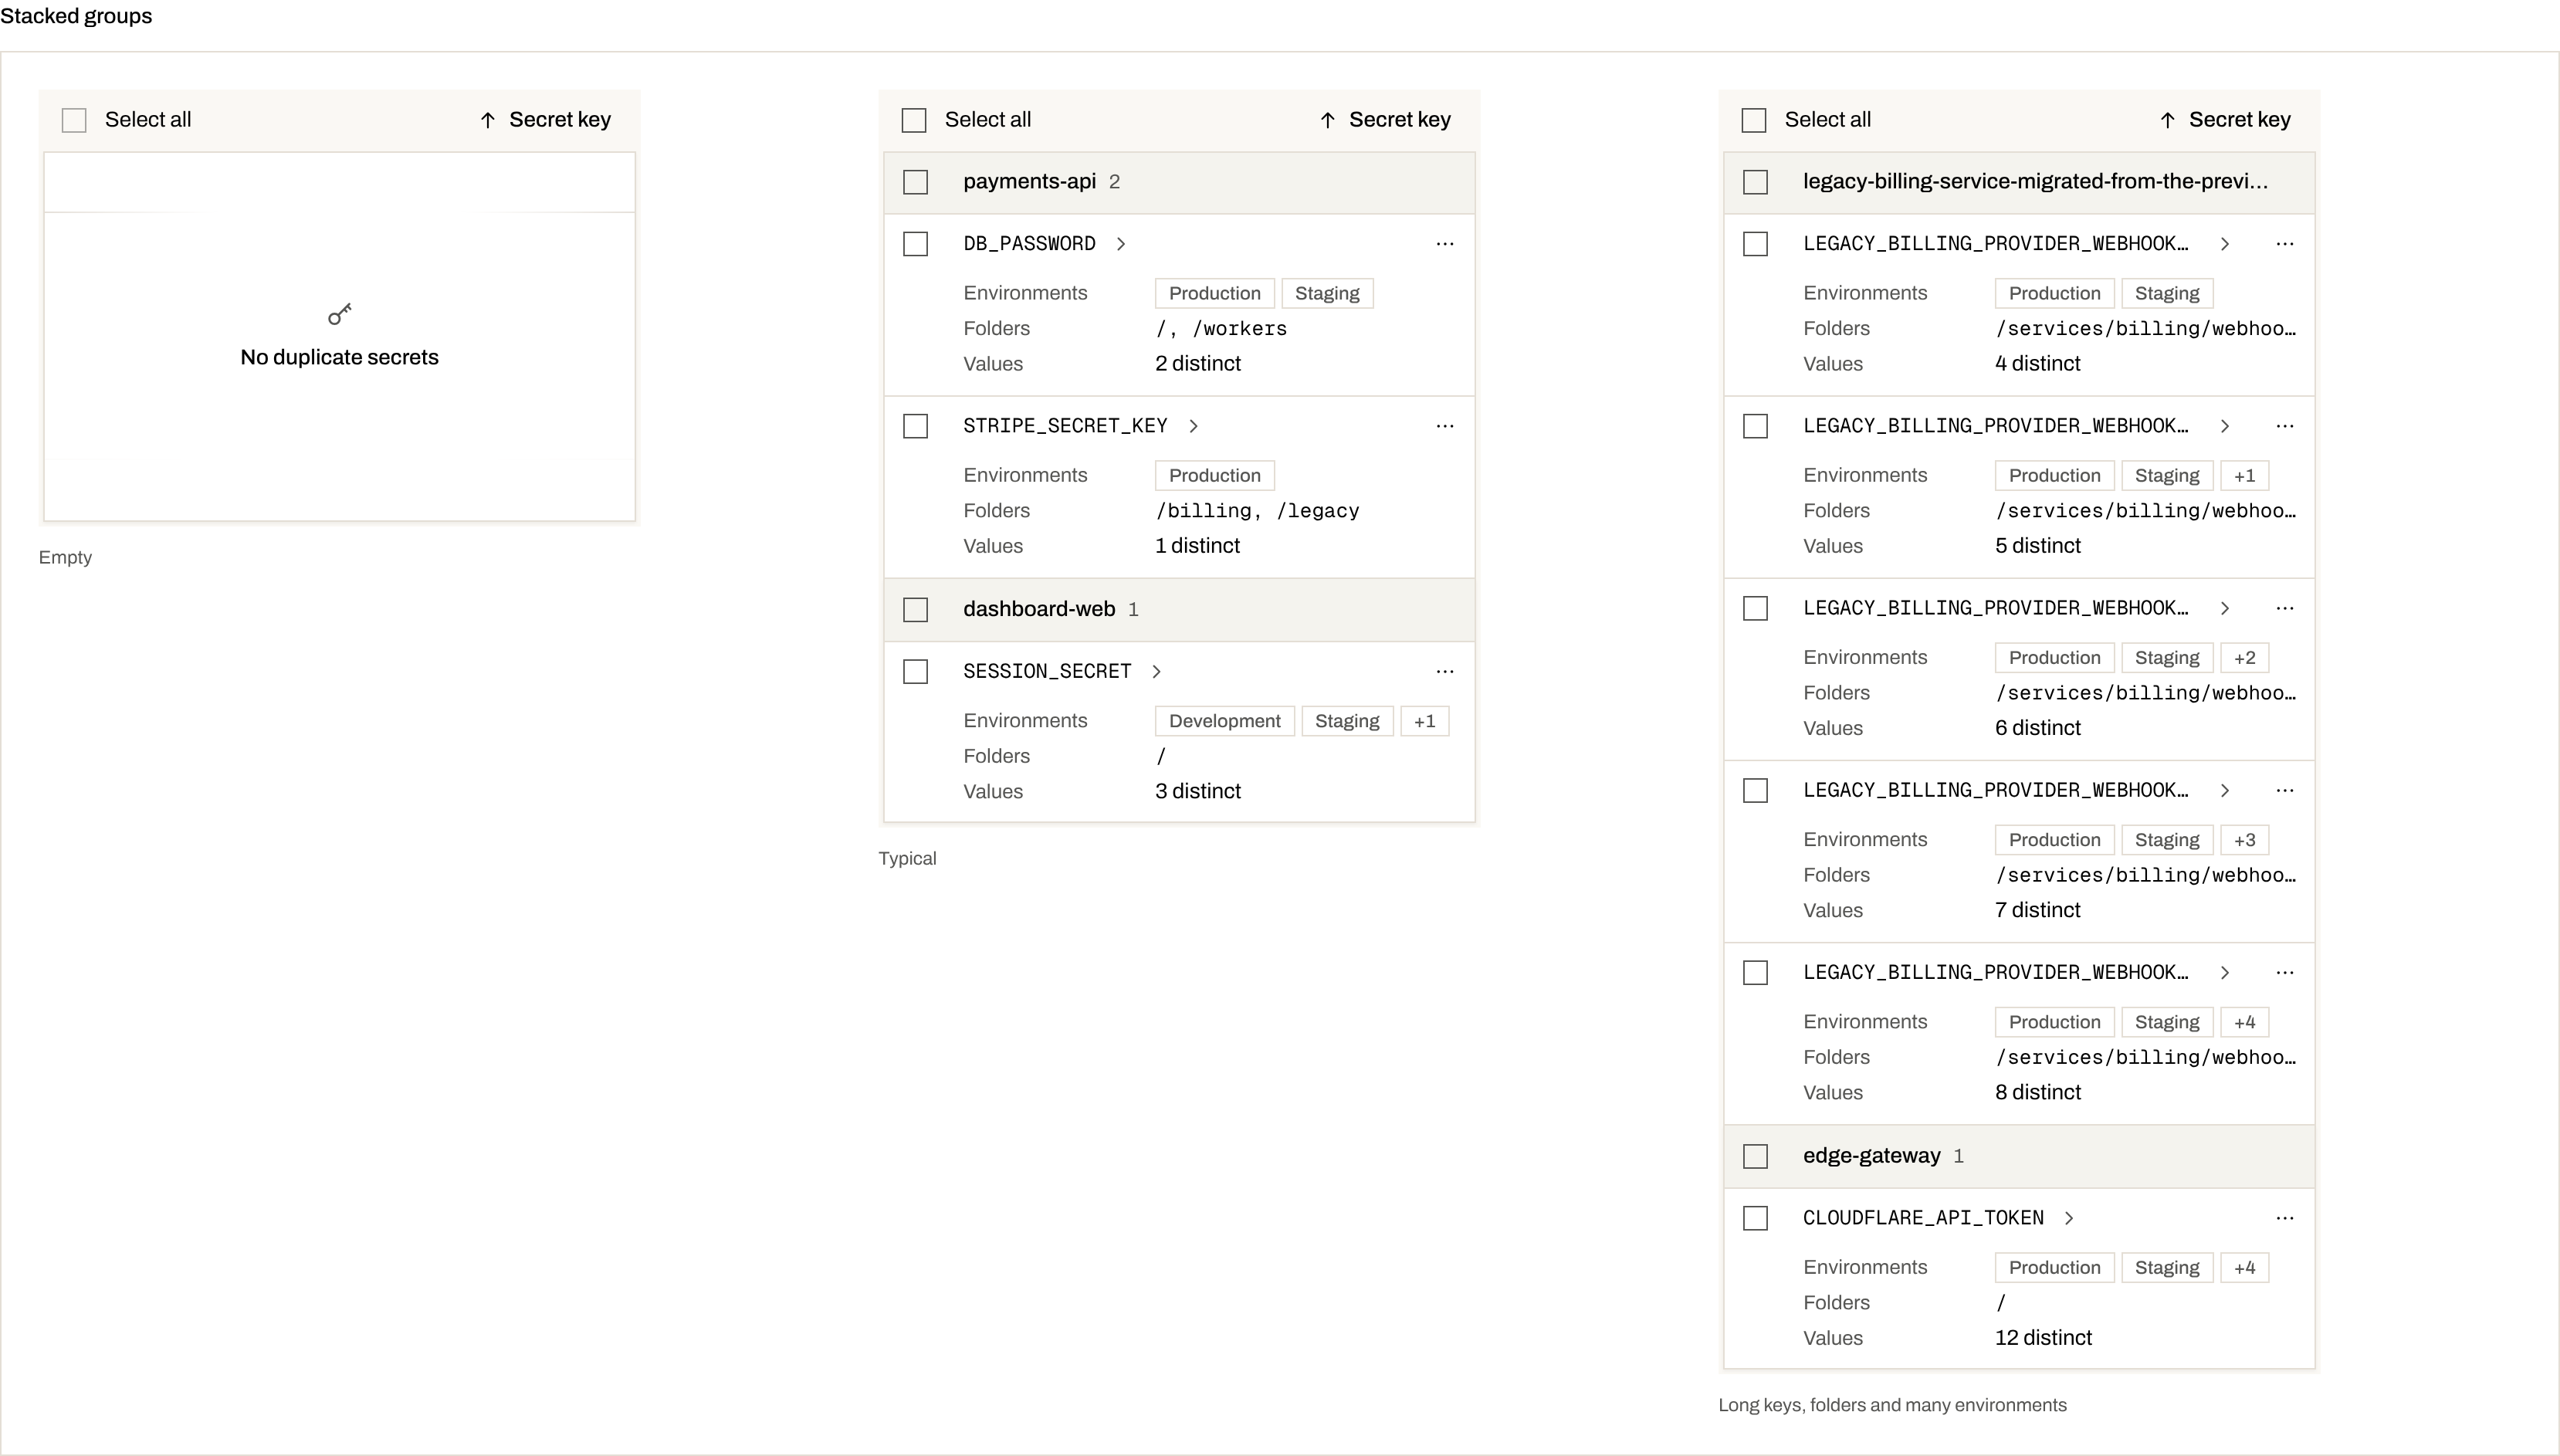 Stacked groups
Select all
Secret key
No duplicate secrets
Empty
Select all
Secret key
payments-api 2
DB_PASSWORD
Environments Production Staging
Folders /, /workers
Values 2 distinct
STRIPE_SECRET_KEY
Environments Production
Folders /billing, /legacy
Values 1 distinct
dashboard-web 1
SESSION_SECRET
Environments Development Staging +1
Folders /
Values 3 distinct
Typical
Select all
Secret key
legacy-billing-service-migrated-from-the-previ…
LEGACY_BILLING_PROVIDER_WEBHOOK…
Environments Production Staging
Folders /services/billing/webhoo…
Values 4 distinct
LEGACY_BILLING_PROVIDER_WEBHOOK…
Environments Production Staging +1
Folders /services/billing/webhoo…
Values 5 distinct
LEGACY_BILLING_PROVIDER_WEBHOOK…
Environments Production Staging +2
Folders /services/billing/webhoo…
Values 6 distinct
LEGACY_BILLING_PROVIDER_WEBHOOK…
Environments Production Staging +3
Folders /services/billing/webhoo…
Values 7 distinct
LEGACY_BILLING_PROVIDER_WEBHOOK…
Environments Production Staging +4
Folders /services/billing/webhoo…
Values 8 distinct
edge-gateway 1
CLOUDFLARE_API_TOKEN
Environments Production Staging +4
Folders /
Values 12 distinct
Long keys, folders and many environments